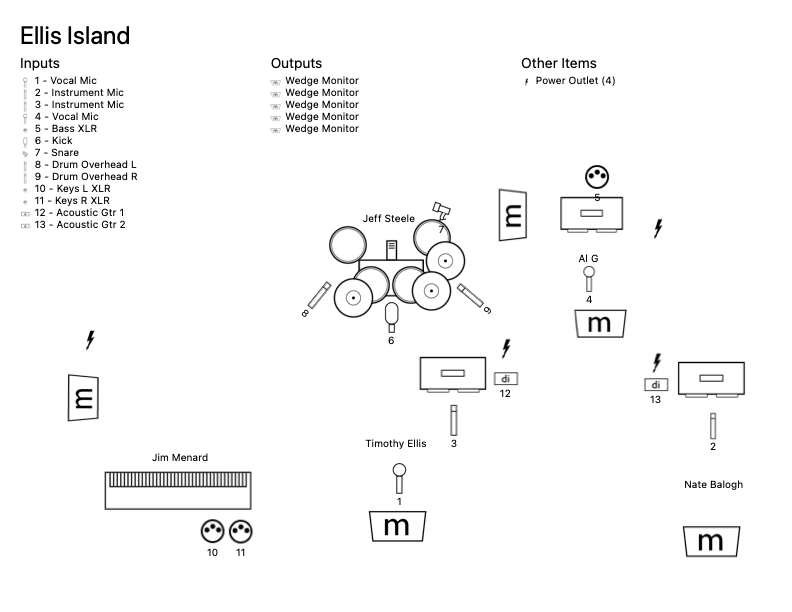 Ellis Island
Inputs
1 - Vocal Mic
2 - Instrument Mic
3 - Instrument Mic
4 - Vocal Mic
5 - Bass XLR
6 - Kick
7 - Snare
8 - Drum Overhead L
9 - Drum Overhead R
10 - Keys L XLR
11 - Keys R XLR
12 - Acoustic Gtr 1
13 - Acoustic Gtr 2
Outputs
Wedge Monitor
Wedge Monitor
Wedge Monitor
Wedge Monitor
Wedge Monitor
Other Items
Power Outlet (4)
5
m
Jeff Steele
7
Al G
4
m
8
9
6
di
12
di
13
m
3
2
Timothy Ellis
Jim Menard
1
Nate Balogh
m
m
10
11